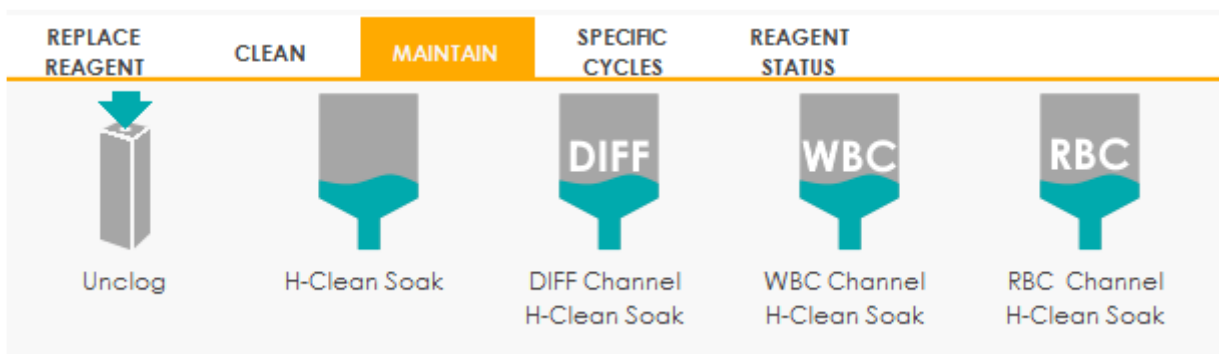 REPLACE
REAGENT
CLEAN
MAINTAIN
SPECIFIC
CYCLES
REAGENT
STATUS
DIFF
WBC
RBC
Unclog
H-Clean Soak
DIFF Channel
H-Clean Soak
WBC Channel
H-Clean Soak
RBC Channel
H-Clean Soak